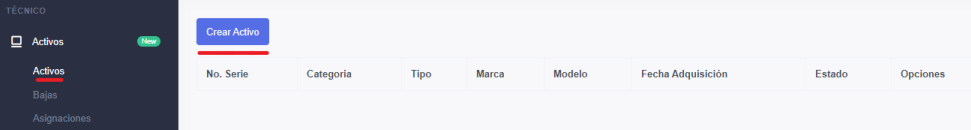 TÉCNICO
Activos New
Activos
Bajas
Asignaciones
Crear Activo
No. Serie Categoria Tipo Marca Modelo Fecha Adquisición Estado Opciones